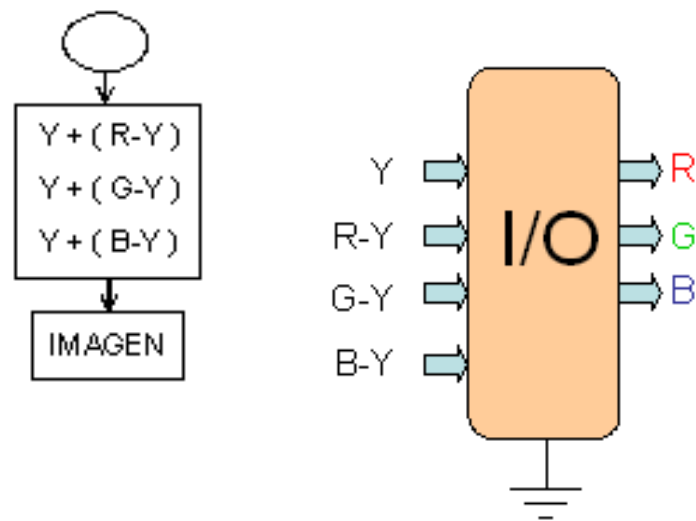 Y + ( R-Y )
Y + ( G-Y )
Y + ( B-Y )
IMAGEN
Y
R-Y
G-Y
B-Y
I/O
R
G
B